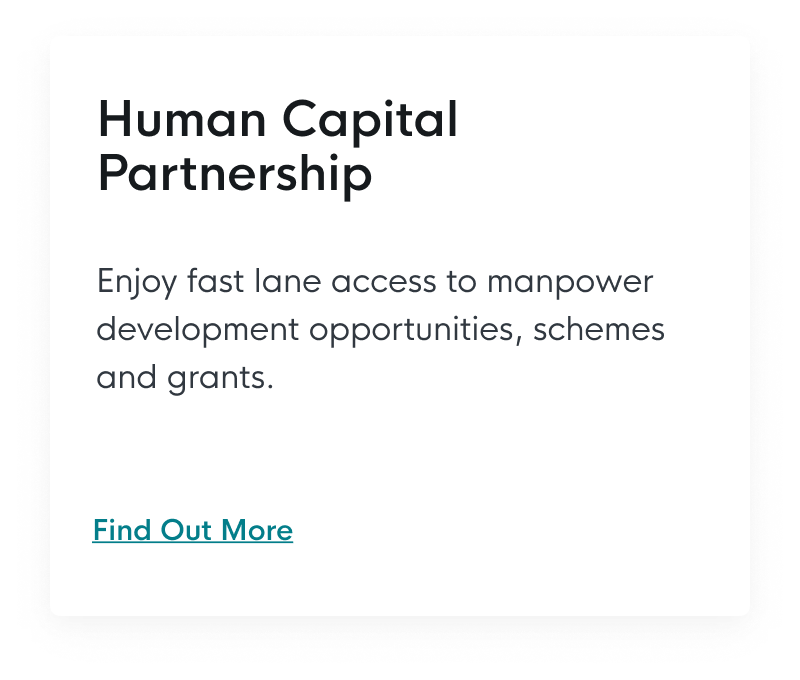 Human Capital
Partnership
Enjoy fast lane access to manpower
development opportunities, schemes
and grants.
Find Out More